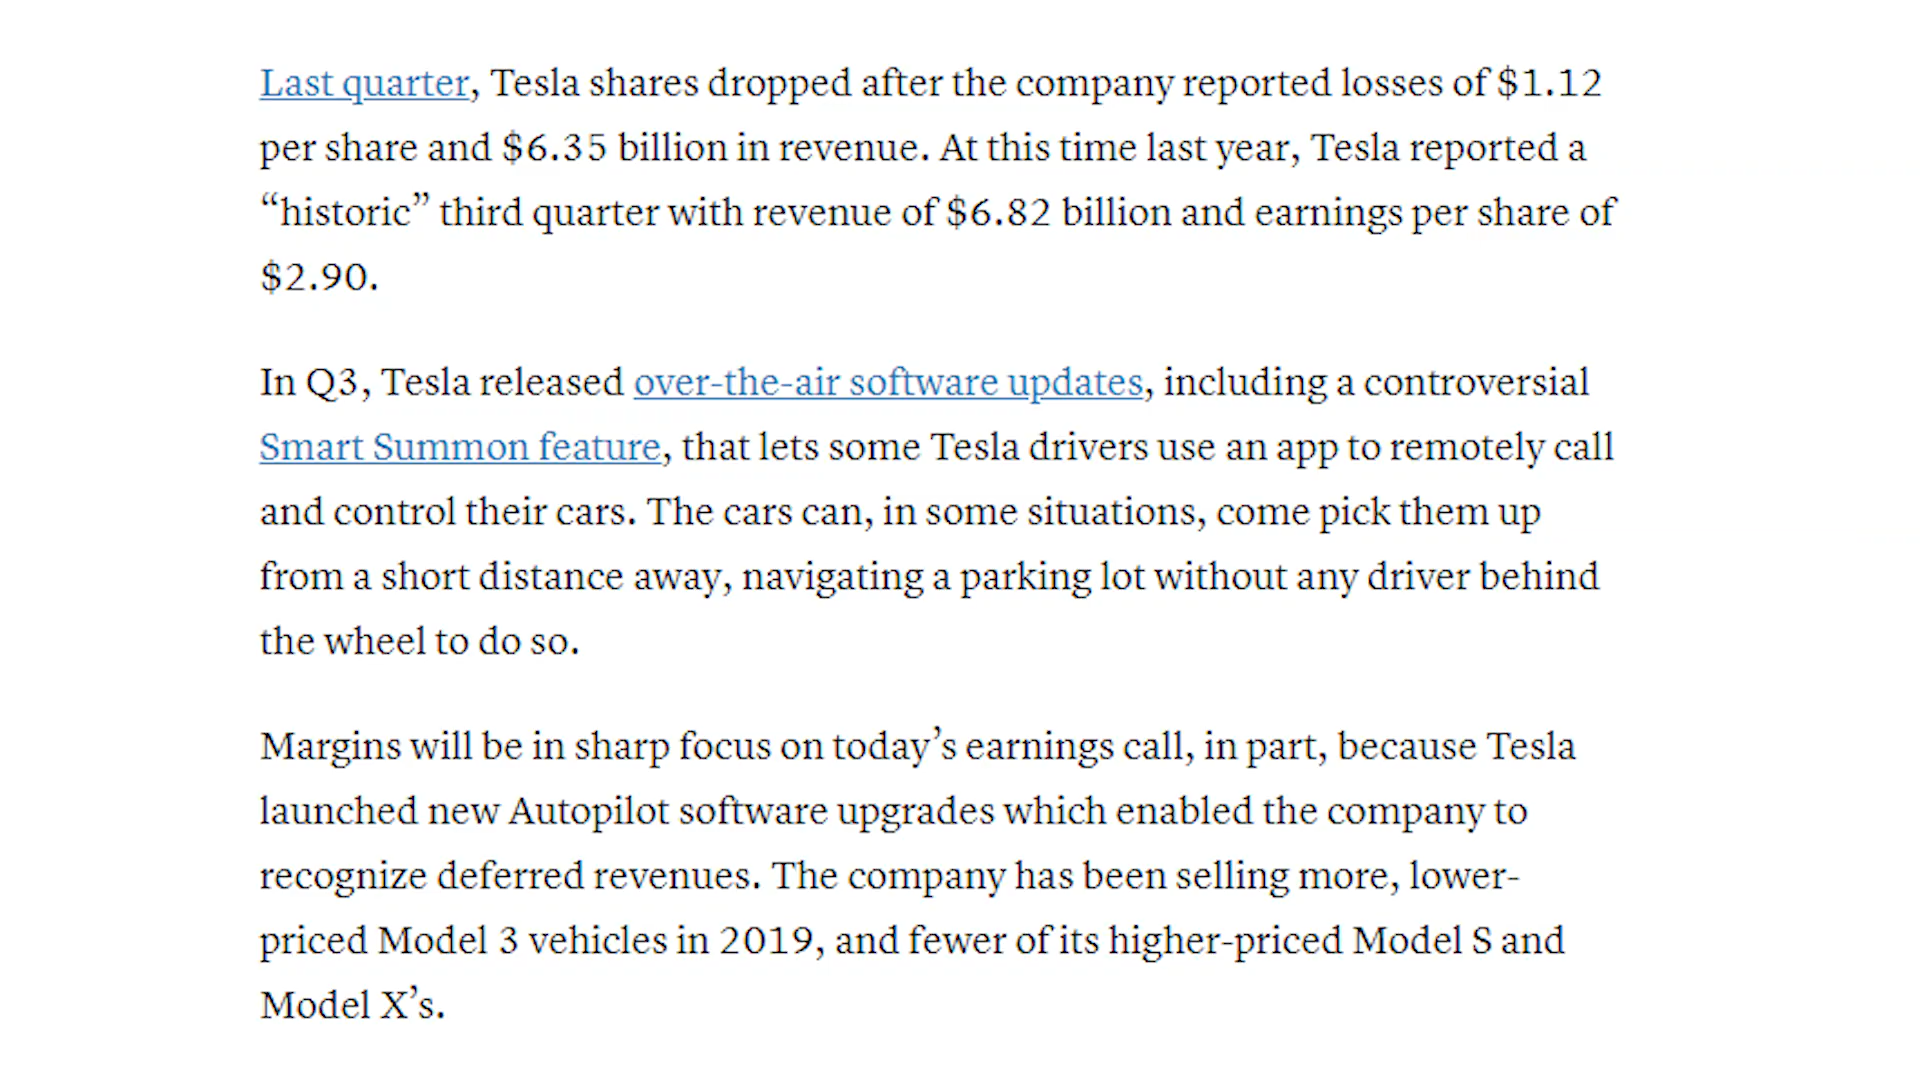 Last quarter, Tesla shares dropped after the company reported losses of $1.12
per share and $6.35 billion in revenue. At this time last year, Tesla reported a
“historic” third quarter with revenue of $6.82 billion and earnings per share of
$2.90.
In Q3, Tesla released over-the-air software updates, including a controversial
Smart Summon feature, that lets some Tesla drivers use an app to remotely call
and control their cars. The cars can, in some situations, come pick them up
from a short distance away, navigating a parking lot without any driver behind
the wheel to do so.
Margins will be in sharp focus on today’s earnings call, in part, because Tesla
launched new Autopilot software upgrades which enabled the company to
recognize deferred revenues. The company has been selling more, lower-
priced Model 3 vehicles in 2019, and fewer of its higher-priced Model S and
Model X’s.